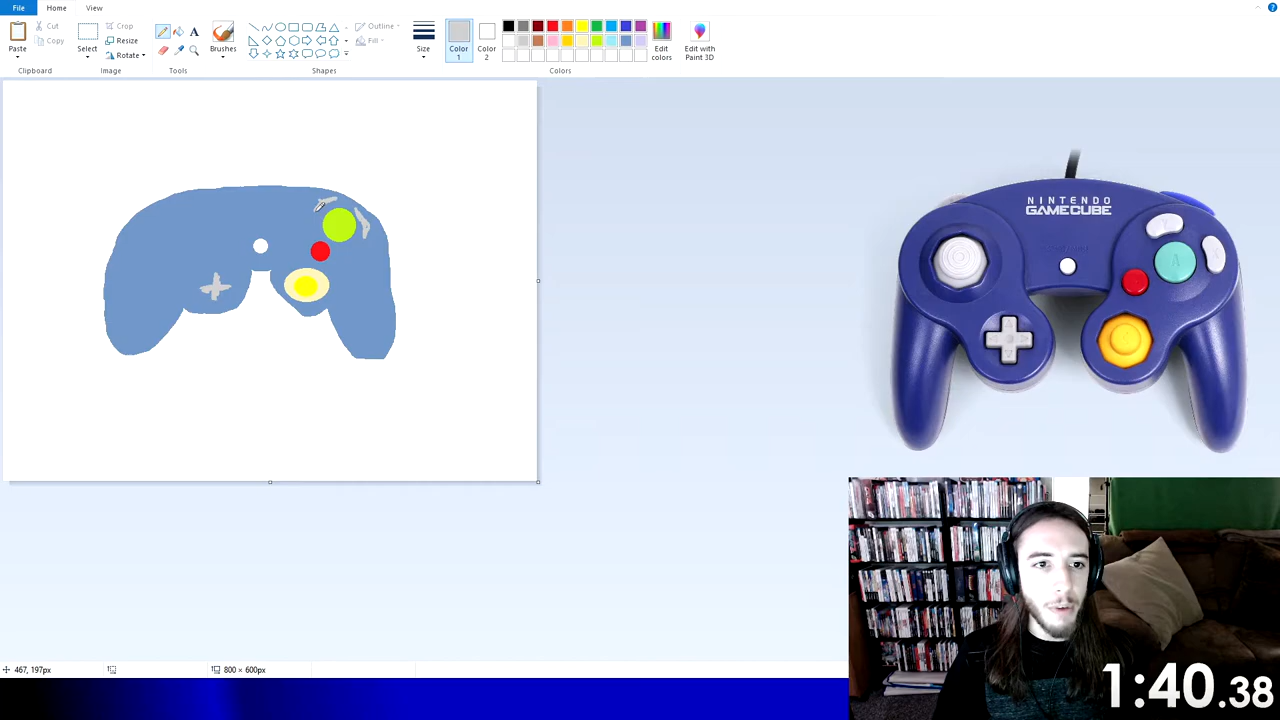 File Home View
Paste
Cut
Copy
Clipboard
Select
Crop
Resize
Rotate
Image
A
Tools
Brushes
Shapes
Outline
Fill
Size
Color 1
Color 2
Edit colors
Edit with Paint 3D
Colors
NINTENDO
GAMECUBE
467, 197px
800 × 600px
1:40.38